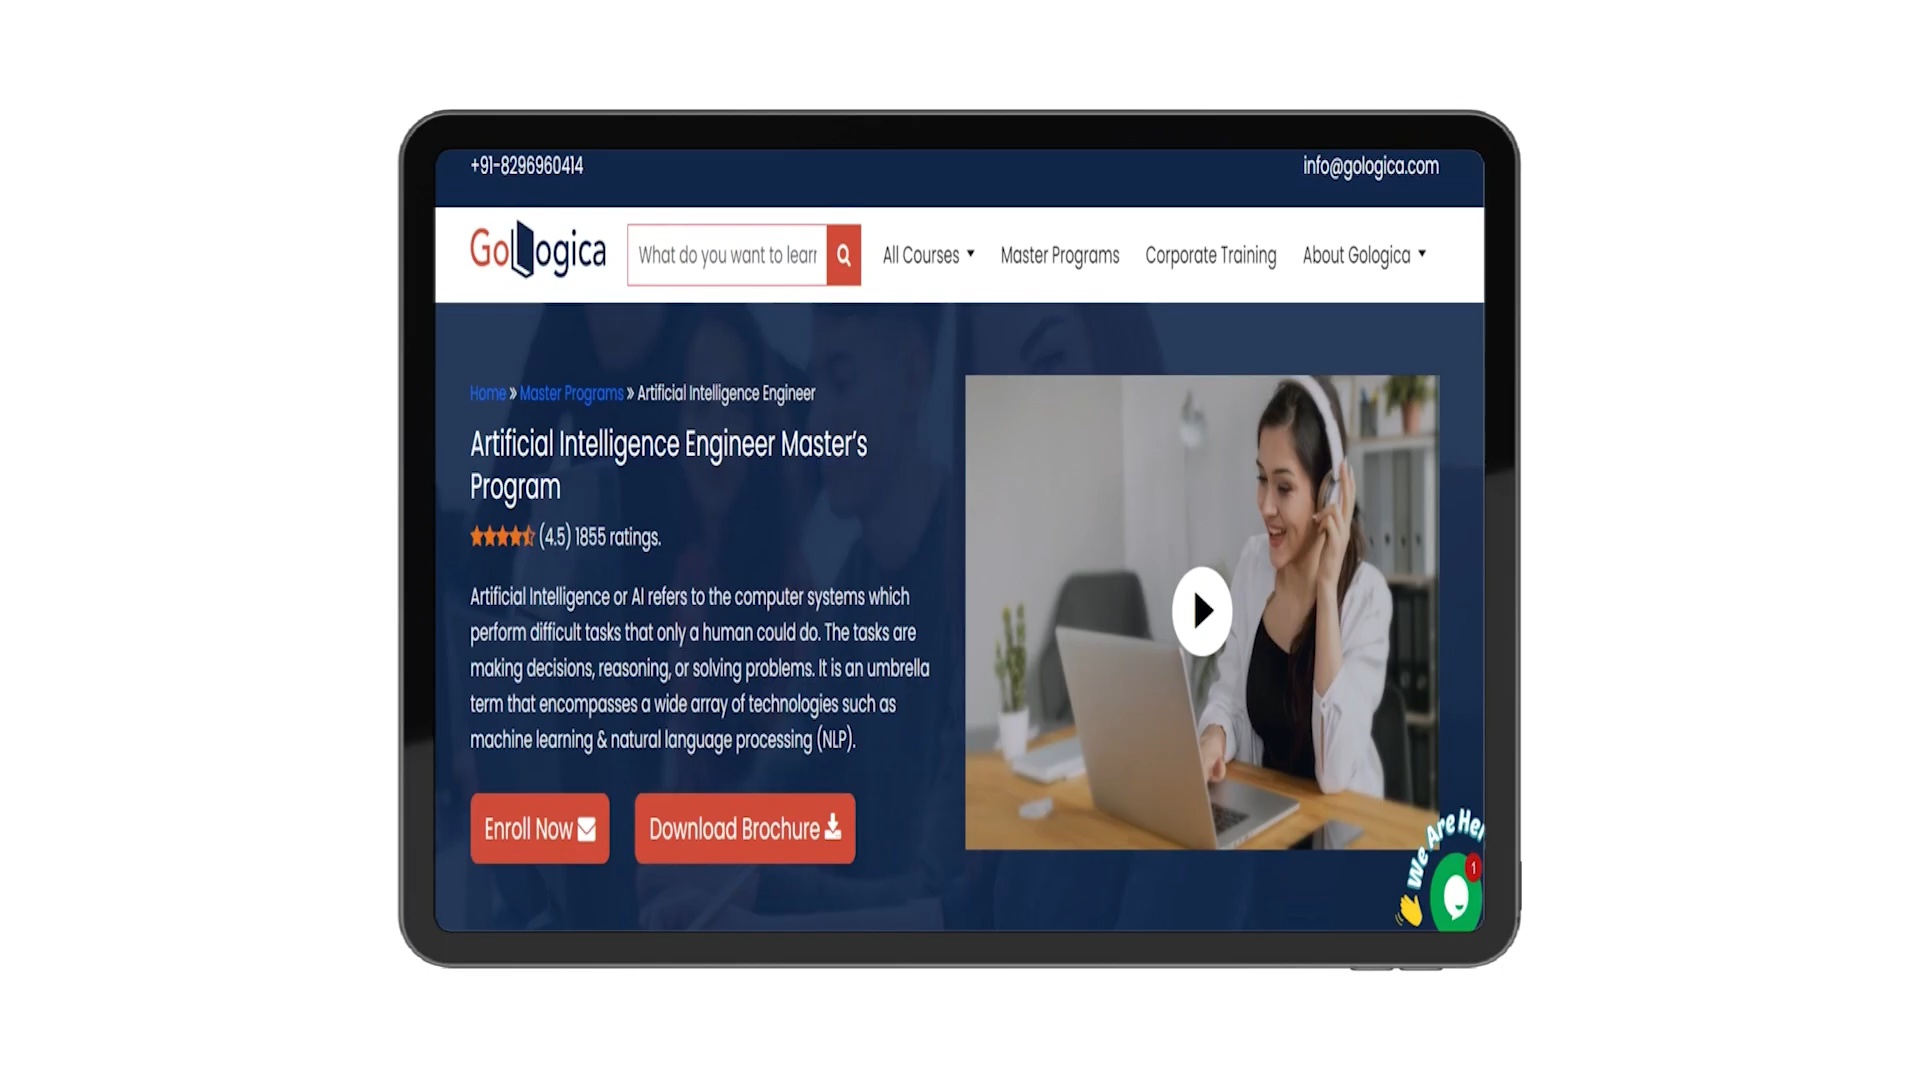 +91-8296960414
info@gologica.com
GoLogica
What do you want to learn
All Courses
Master Programs
Corporate Training
About Gologica
Home » Master Programs » Artificial Intelligence Engineer
Artificial Intelligence Engineer Master's
Program
(4.5) 1855 ratings.
Artificial Intelligence or AI refers to the computer systems which
perform difficult tasks that only a human could do. The tasks are
making decisions, reasoning, or solving problems. It is an umbrella
term that encompasses a wide array of technologies such as
machine learning & natural language processing (NLP).
Enroll Now
Download Brochure
We Are Her
1